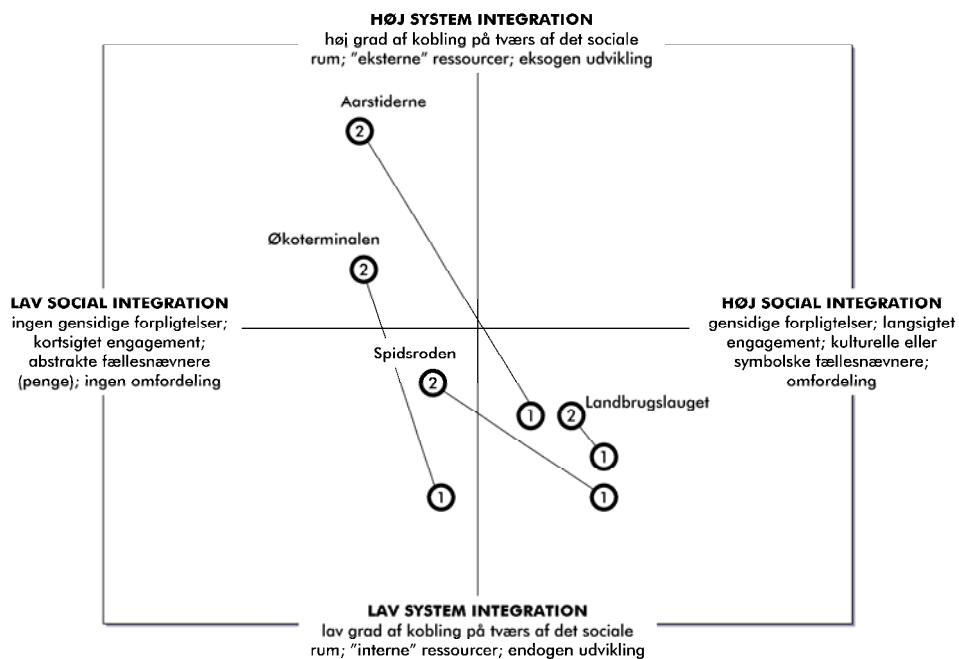 HØJ SYSTEM INTEGRATION
høj grad af kobling på tværs af det sociale
rum; ”eksterne” ressourcer; eksogen udvikling
Aarstiderne
2
Økoterminalen
2
LAV SOCIAL INTEGRATION
ingen gensidige forpligtelser;
kortsigtet engagement;
abstrakte fællesnævnere
(penge); ingen omfordeling
HØJ SOCIAL INTEGRATION
gensidige forpligtelser; langsigtet
engagement; kulturelle eller
symbolske fællesnævnere;
omfordeling
Spidsroden
2
1
2
Landbrugslauget
1
1
1
LAV SYSTEM INTEGRATION
lav grad af kobling på tværs af det sociale
rum; ”interne” ressourcer; endogen udvikling